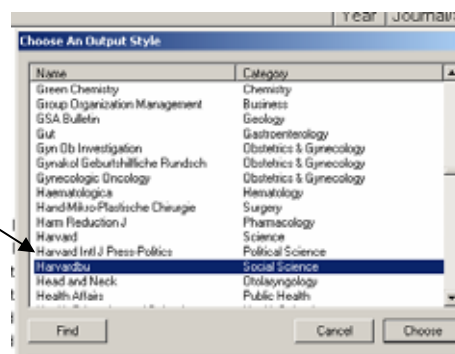 Year Journal/
Choose An Output Style
Name Category
Green Chemistry Chemistry
Group Organization Management Business
GSA Bulletin Geology
Gut Gastroenterology
Gyn Ob Investigation Obstetrics & Gynecology
Gynakol Geburtshilfliche Rundsch Obstetrics & Gynecology
Gynecologic Oncology Obstetrics & Gynecology
Haematologica Hematology
Hand Mikro Plastische Chirurgie Surgery
Harm Reduction J Pharmacology
Harvard Science
Harvard Intl J Press-Politics Political Science
Harvardbu Social Science
Head and Neck Otolaryngology
Health Affairs Public Health
Find Cancel Choose